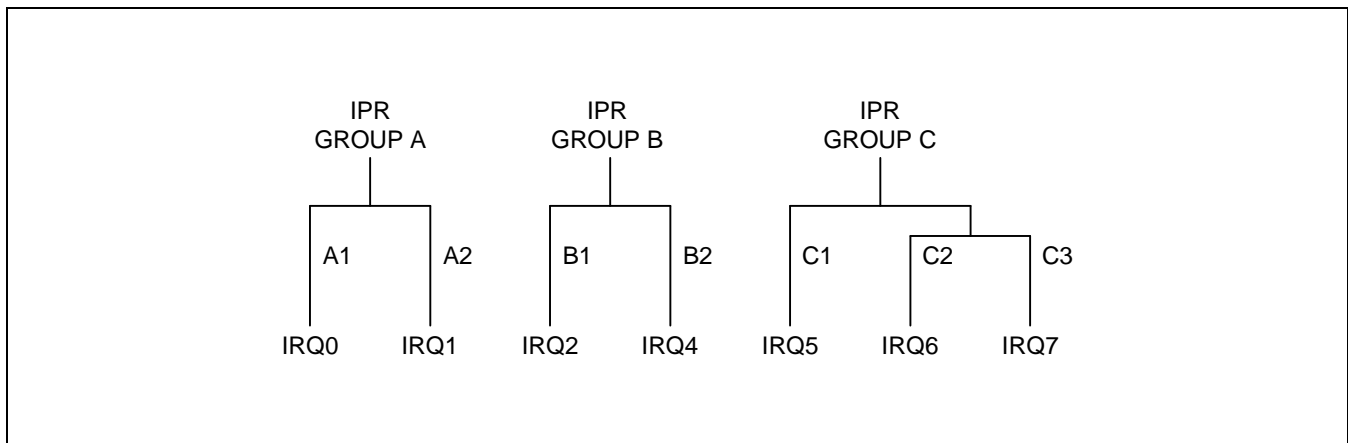 IPR
GROUP A
IPR
GROUP B
IPR
GROUP C
A1
A2
B1
B2
C1
C2
C3
IRQ0
IRQ1
IRQ2
IRQ4
IRQ5
IRQ6
IRQ7